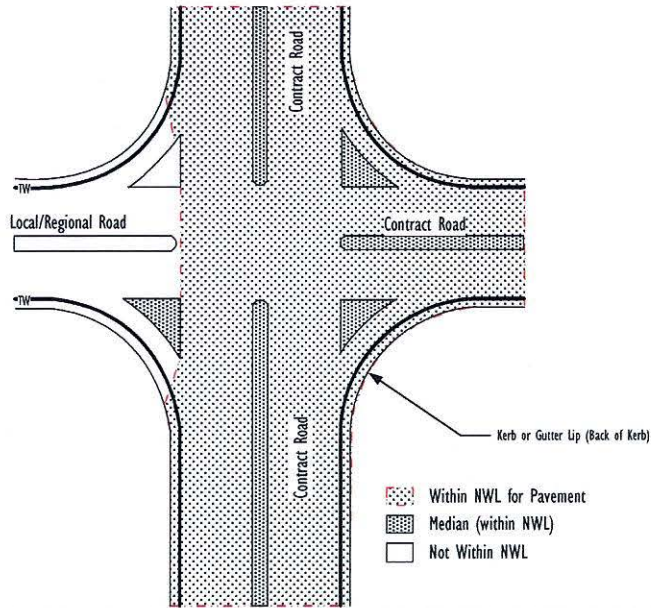 Contract Road
TW
Local/Regional Road
Contract Road
TW
Contract Road
Kerb or Gutter Lip (Back of Kerb)
Within NWL for Pavement
Median (within NWL)
Not Within NWL